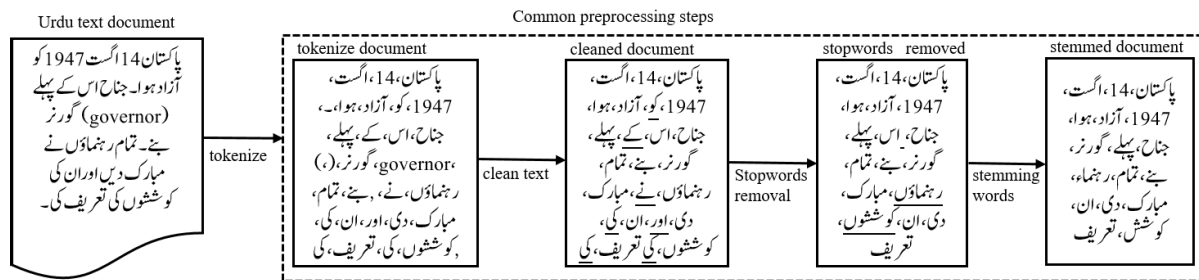 Common preprocessing steps
Urdu text document
پاکستان 14 اگست 1947 کو
آزاد ہوا۔ جناح اس کے پہلے
گورنر (governor)
بنے۔ تمام رہنماؤں نے
مبارک دیں اور ان کی
کوششوں کی تعریف کی۔
tokenize
tokenize document
پاکستان، 14، اگست،
1947، کو، آزاد، ہوا، ۔،
جناح، اس، کے، پہلے،
گورنر، (،)، governor،
رہنماؤں، نے، ,بنے، تمام،
مبارک، دی، اور، ان، کی،
,کوششوں، کی، تعریف، کی
clean text
cleaned document
پاکستان، 14، اگست،
1947، کو، آزاد، ہوا،
جناح، اس، کے، پہلے،
گورنر، بنے، تمام،
رہنماؤں، نے، مبارک،
دی، اور، ان، کی،
کوششوں، کی تعریف، کی
Stopwords
removal
stopwords removed
پاکستان، 14، اگست،
1947، آزاد، ہوا،
جناح، اس، پہلے،
گورنر، بنے، تمام،
رہنماؤں، مبارک،
دی، ان، کوششوں،
تعریف
stemming
words
stemmed document
پاکستان، 14، اگست،
1947، آزاد، ہوا،
جناح، پہلے، گورنر،
بنے، تمام، رہنماء،
مبارک، دی، ان،
کوشش، تعریف